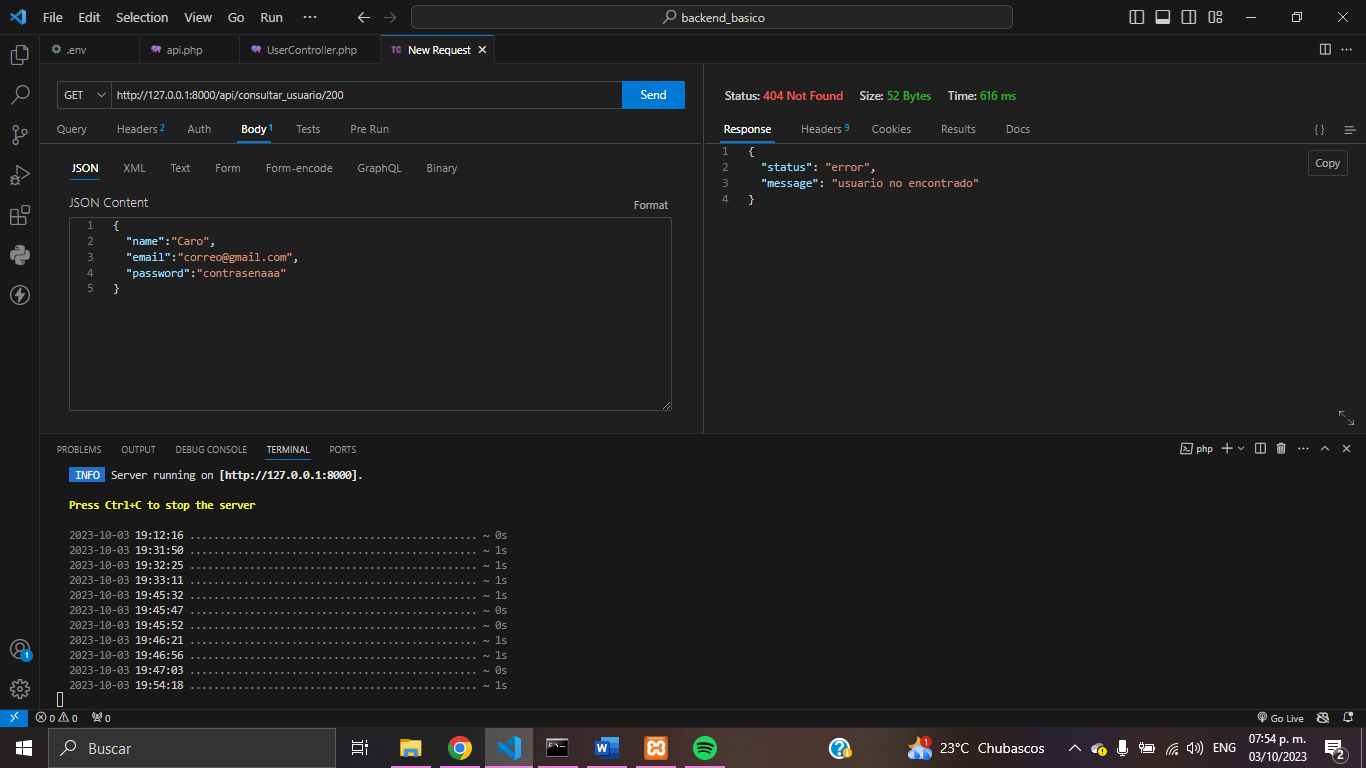 File Edit Selection View Go Run ··· backend_basico
.env api.php UserController.php TC New Request
GET http://127.0.0.1:8000/api/consultar_usuario/200 Send
Query Headers 2 Auth Body 1 Tests Pre Run
JSON XML Text Form Form-encode GraphQL Binary
JSON Content Format
1 {
2 "name":"Caro",
3 "email":"correo@gmail.com",
4 "password":"contrasenaaa"
5 }
Status: 404 Not Found Size: 52 Bytes Time: 616 ms
Response Headers 9 Cookies Results Docs { }
1 {
2 "status": "error",
3 "message": "usuario no encontrado"
4 }
Copy
PROBLEMS OUTPUT DEBUG CONSOLE TERMINAL PORTS php
INFO Server running on [http://127.0.0.1:8000].
Press Ctrl+C to stop the server
2023-10-03 19:12:16 ................................................ ~ 0s
2023-10-03 19:31:50 ................................................ ~ 1s
2023-10-03 19:32:25 ................................................ ~ 1s
2023-10-03 19:33:11 ................................................ ~ 1s
2023-10-03 19:45:32 ................................................ ~ 1s
2023-10-03 19:45:47 ................................................ ~ 0s
2023-10-03 19:45:52 ................................................ ~ 0s
2023-10-03 19:46:21 ................................................ ~ 1s
2023-10-03 19:46:56 ................................................ ~ 1s
2023-10-03 19:47:03 ................................................ ~ 0s
2023-10-03 19:54:18 ................................................ ~ 1s
1
0 0 0 Go Live
Buscar 1 23°C Chubascos ENG 07:54 p. m.
03/10/2023 2